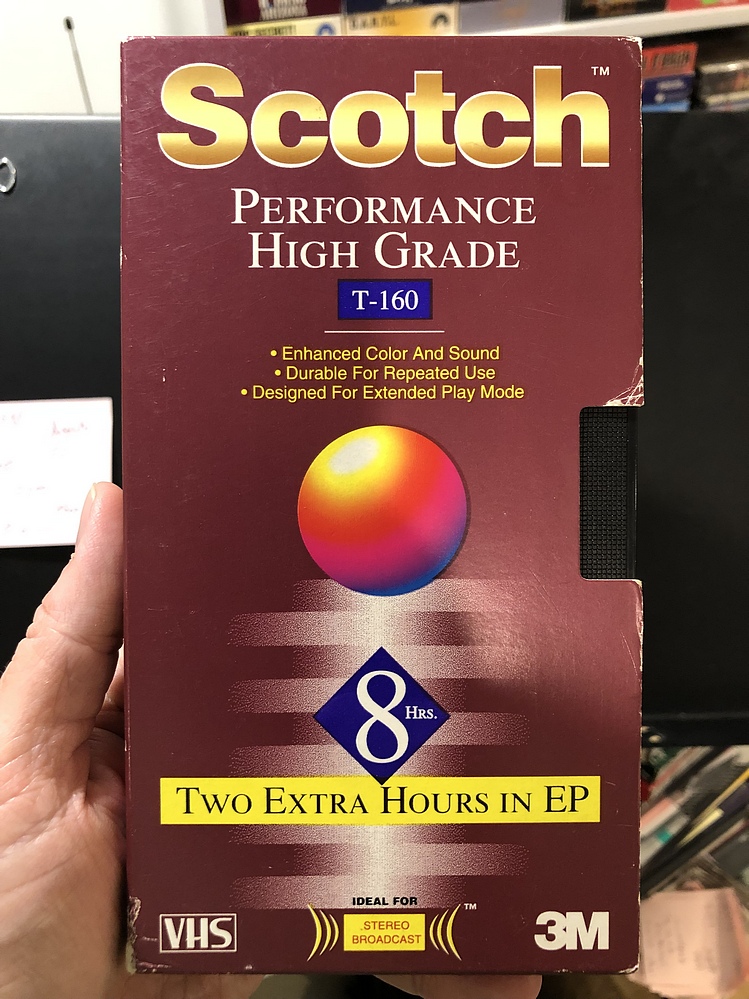 Scotch™
PERFORMANCE
HIGH GRADE
T-160
• Enhanced Color And Sound
• Durable For Repeated Use
• Designed For Extended Play Mode
8 HRS.
TWO EXTRA HOURS IN EP
IDEAL FOR
STEREO
BROADCAST
™
VHS
3M